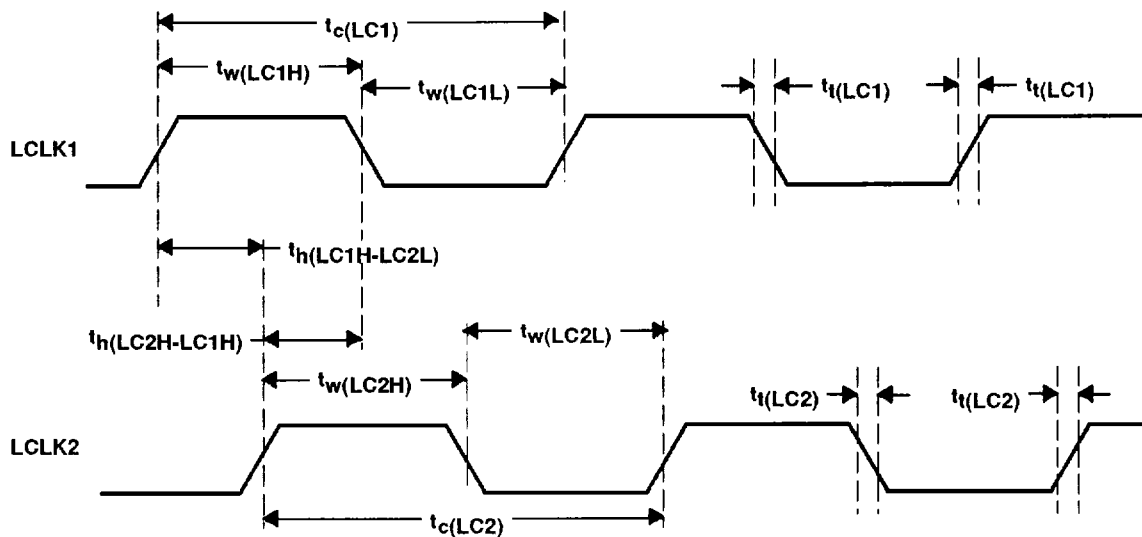 tc(LC1)
tw(LC1H)
tw(LC1L)
tt(LC1)
tt(LC1)
LCLK1
th(LC1H-LC2L)
th(LC2H-LC1H)
tw(LC2L)
tw(LC2H)
tt(LC2)
tt(LC2)
LCLK2
tc(LC2)